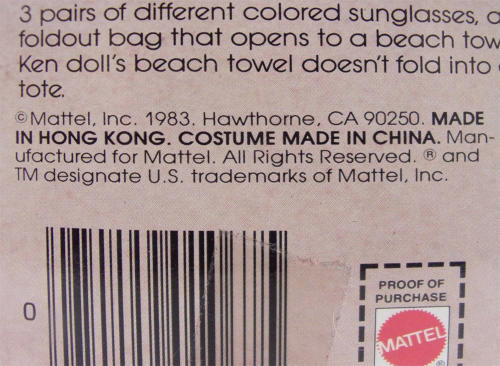 3 pairs of different colored sunglasses,
foldout bag that opens to a beach
Ken doll's beach towel doesn't fold into
tote.
© Mattel, Inc. 1983. Hawthorne, CA 90250. MADE
IN HONG KONG. COSTUME MADE IN CHINA. Man-
ufactured for Mattel. All Rights Reserved. ® and
TM designate U.S. trademarks of Mattel, Inc.
0
PROOF OF
PURCHASE
MATTEL
®